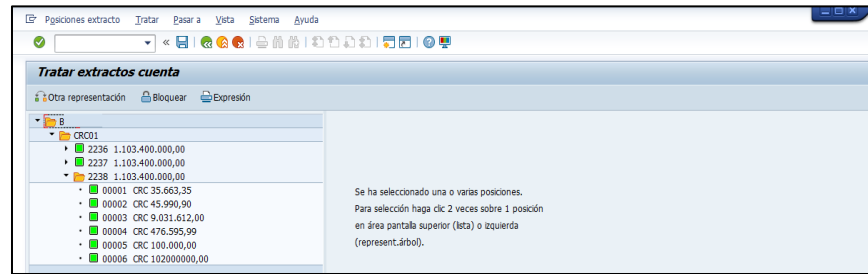 Posiciones extracto Tratar Pasar a Vista Sistema Ayuda
Tratar extractos cuenta
Otra representación Bloquear Expresión
B
CRC01
2236 1.103.400.000,00
2237 1.103.400.000,00
2238 1.103.400.000,00
00001 CRC 35.663,35
00002 CRC 45.990,90
00003 CRC 9.031.612,00
00004 CRC 476.595,99
00005 CRC 100.000,00
00006 CRC 102000000,00
Se ha seleccionado una o varias posiciones.
Para selección haga clic 2 veces sobre 1 posición
en área pantalla superior (lista) o izquierda
(represent.árbol).